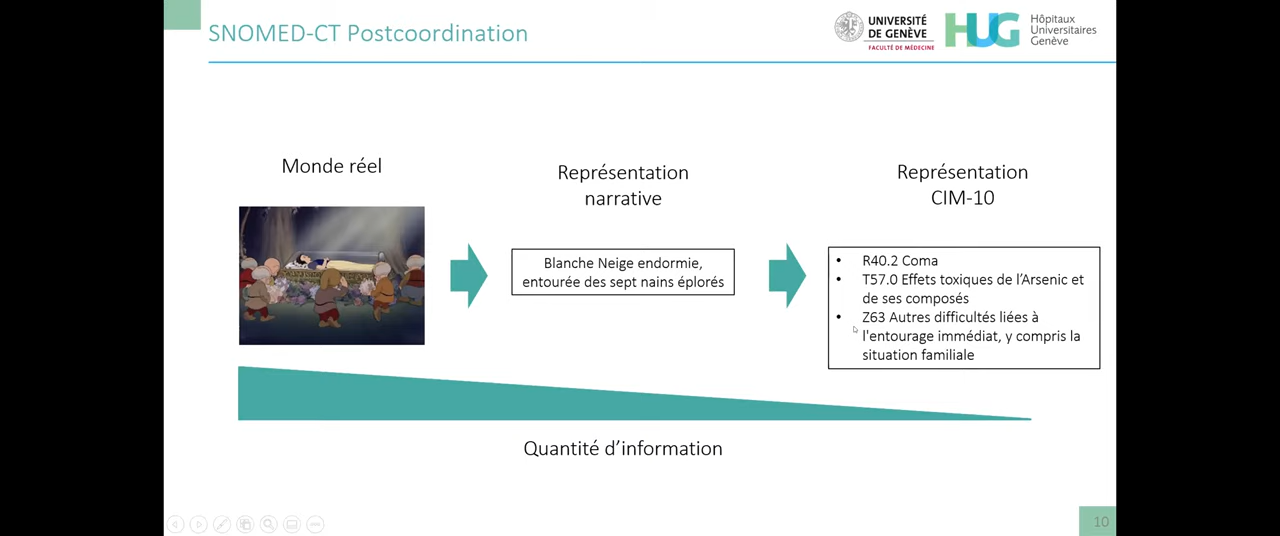 SNOMED-CT Postcoordination
UNIVERSITÉ
DE GENÈVE
FACULTÉ DE MÉDECINE
HUG
Hôpitaux
Universitaires
Genève
Monde réel
Représentation
narrative
Représentation
CIM-10
Blanche Neige endormie,
entourée des sept nains éplorés
• R40.2 Coma
• T57.0 Effets toxiques de l’Arsenic et
de ses composés
• Z63 Autres difficultés liées à
l'entourage immédiat, y compris la
situation familiale
Quantité d’information
10